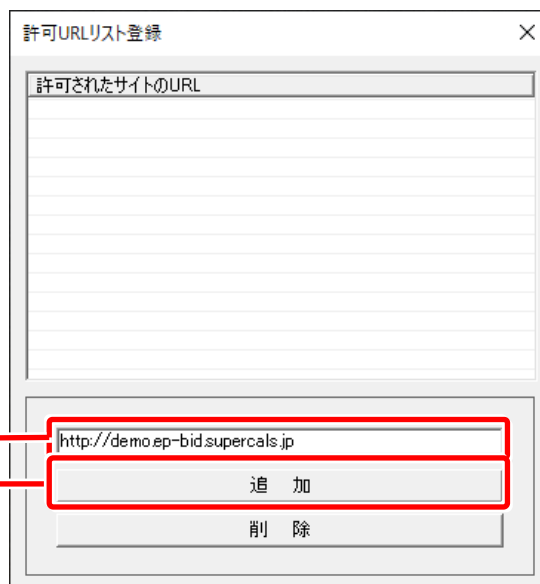 許可URLリスト登録
許可されたサイトのURL
http://demo.ep-bid.supercals.jp
追 加
削 除